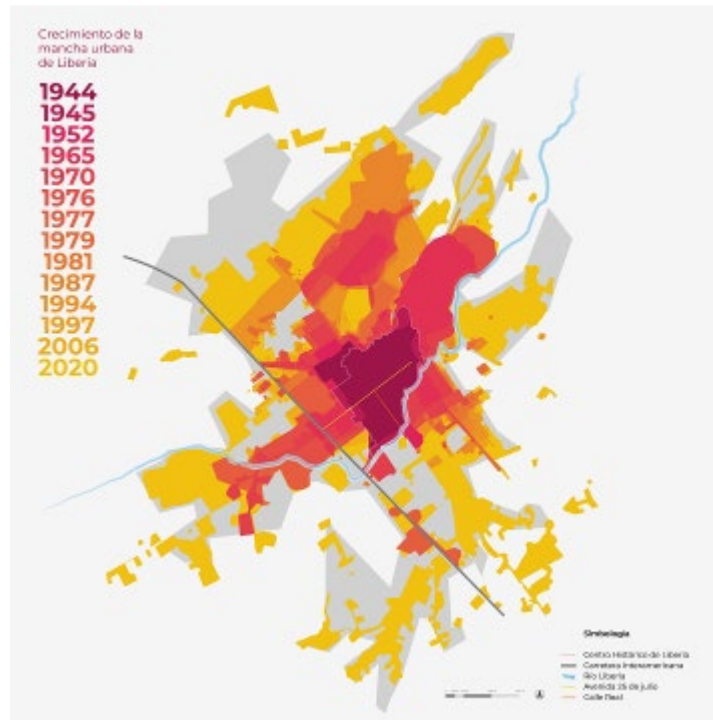 Crecimiento de la
mancha urbana
de Liberia
1944
1945
1952
1965
1970
1976
1977
1979
1981
1987
1994
1997
2006
2020
Simbología
Centro Histórico de Liberia
Carretera Interamericana
Río Liberia
Avenida 25 de julio
Calle Real